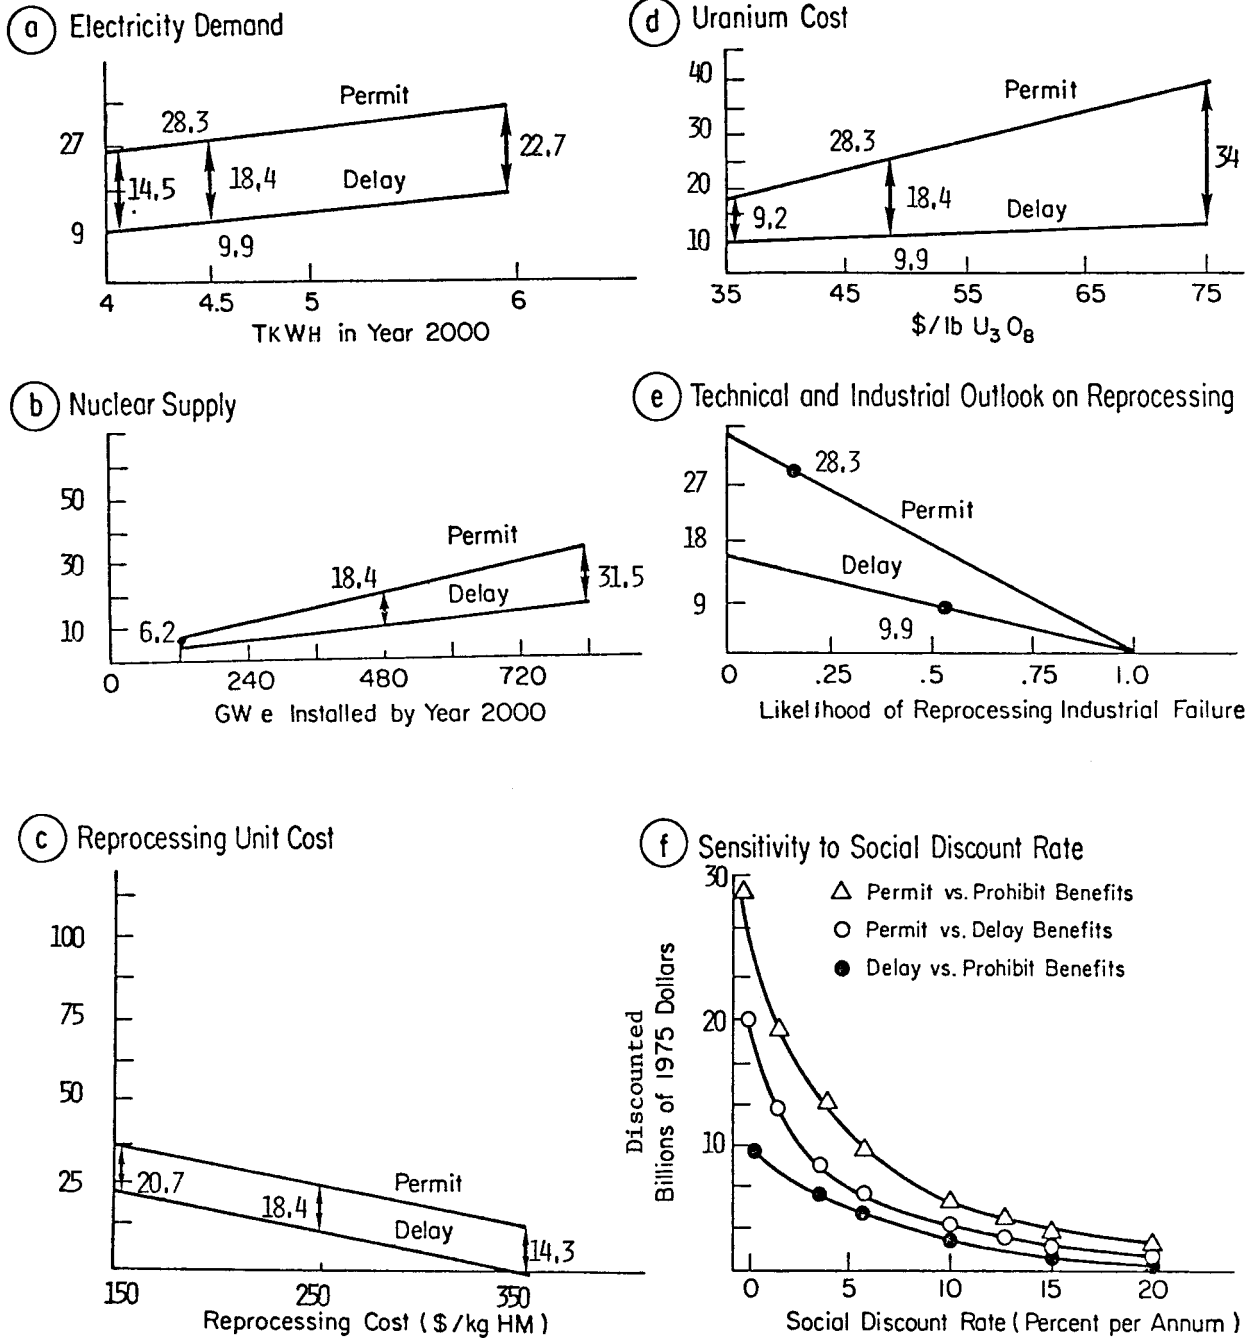 a Electricity Demand
Permit
28.3
27
22.7
14.5
18.4
Delay
9
9.9
4 4.5 5 6
TKWH in Year 2000
b Nuclear Supply
50
Permit
30
18.4
31.5
Delay
10
6.2
0 240 480 720
GWe Installed by Year 2000
c Reprocessing Unit Cost
100
75
50
25
20.7
Permit
18.4
Delay
14.3
150 250 350
Reprocessing Cost ($/kg HM)
d Uranium Cost
40
Permit
30
28.3
34
20
18.4
9.2
Delay
10
9.9
35 45 55 65 75
$/lb U3O8
e Technical and Industrial Outlook on Reprocessing
28.3
27
Permit
18
Delay
9
9.9
0 .25 .5 .75 1.0
Likelihood of Reprocessing Industrial Failure
f Sensitivity to Social Discount Rate
30
Permit vs. Prohibit Benefits
Permit vs. Delay Benefits
Delay vs. Prohibit Benefits
20
10
Discounted
Billions of 1975 Dollars
0 5 10 15 20
Social Discount Rate (Percent per Annum)